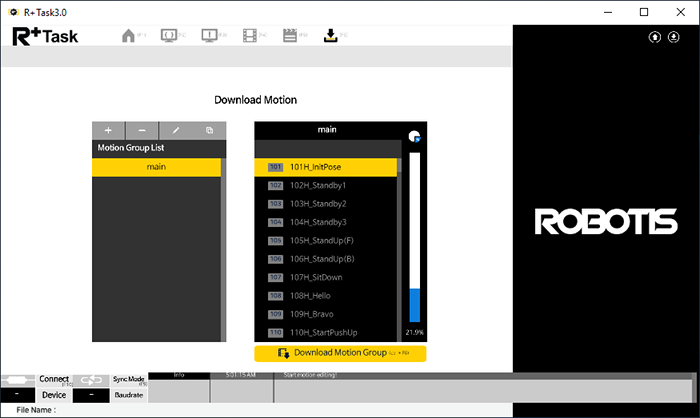 R+Task3.0
R+Task
Download Motion
Motion Group List
main
main
101 101H_InitPose
102 102H_Standby1
103 103H_Standby2
104 104H_Standby3
105 105H_StandUp(F)
106 106H_StandUp(B)
107 107H_SitDown
108 108H_Hello
109 109H_Bravo
110 110H_StartPushUp
21.9%
Download Motion Group
ROBOTIS
Connect
Sync Mode
Info 5:01:15 AM Start motion editing!
- Device - Baudrate
File Name :